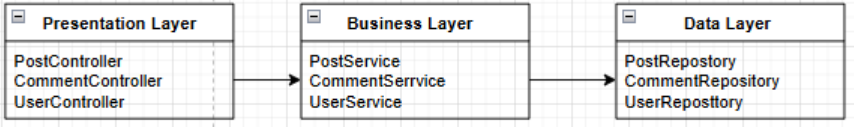 Presentation Layer
PostController
CommentController
UserController
Business Layer
PostService
CommentSerrvice
UserService
Data Layer
PostRepostory
CommentRepository
UserReposttory